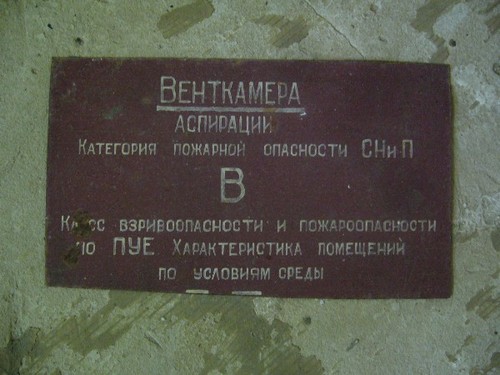 ВЕНТКАМЕРА
АСПИРАЦИИ
КАТЕГОРИЯ ПОЖАРНОЙ ОПАСНОСТИ СНиП
В
КЛАСС ВЗРИВООПАСНОСТИ И ПОЖАРООПАСНОСТИ
ПО ПУЕ ХАРАКТЕРИСТИКА ПОМЕЩЕНИЙ
ПО УСЛОВИЯМ СРЕДЫ